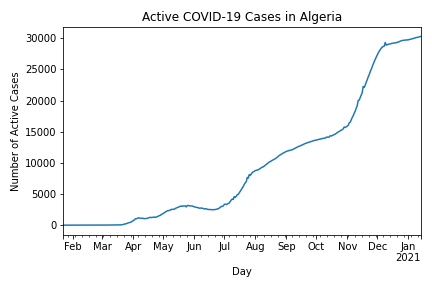 Active COVID-19 Cases in Algeria
Number of Active Cases
30000
25000
20000
15000
10000
5000
0
Feb Mar Apr May Jun Jul Aug Sep Oct Nov Dec Jan
2021
Day